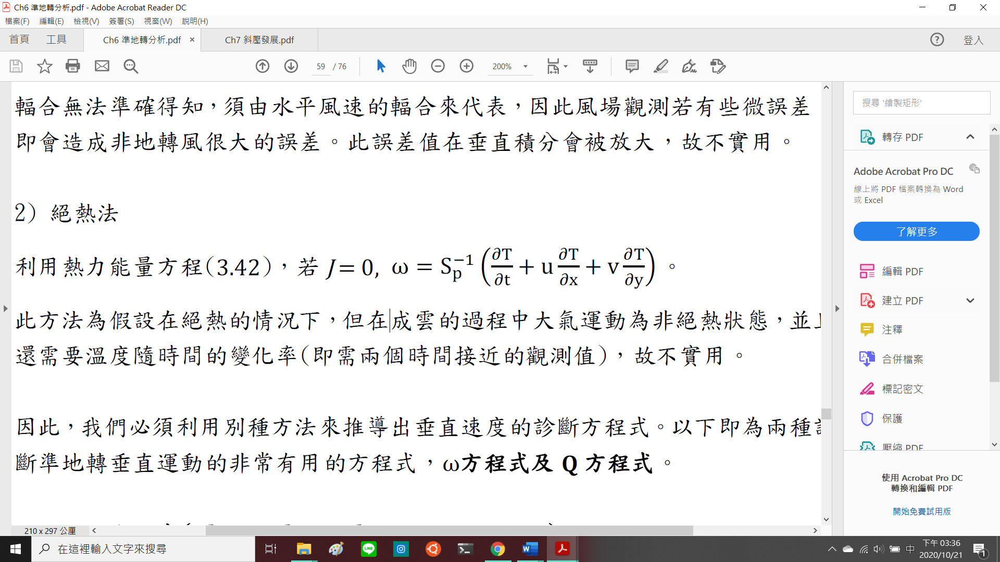 Ch6 準地轉分析.pdf - Adobe Acrobat Reader DC
檔案(F) 編輯(E) 檢視(V) 簽署(S) 視窗(W) 說明(H)
首頁 工具 Ch6 準地轉分析.pdf × Ch7 斜壓發展.pdf 登入
59 / 76 200%
輻合無法準確得知，須由水平風速的輻合來代表，因此風場觀測若有些微誤差
即會造成非地轉風很大的誤差。此誤差值在垂直積分會被放大，故不實用。
2) 絕熱法
利用熱力能量方程(3.42)，若 J= 0, ω = S_p^{-1} (∂T/∂t + u ∂T/∂x + v ∂T/∂y)。
此方法為假設在絕熱的情況下，但在成雲的過程中大氣運動為非絕熱狀態，並
還需要溫度隨時間的變化率(即需兩個時間接近的觀測值)，故不實用。
因此，我們必須利用別種方法來推導出垂直速度的診斷方程式。以下即為兩種
斷準地轉垂直運動的非常有用的方程式，ω方程式及 Q 方程式。
210 x 297 公厘
搜尋 '繪製矩形'
轉存 PDF
Adobe Acrobat Pro DC
線上將 PDF 檔案轉換為 Word
或 Excel
了解更多
編輯 PDF
建立 PDF
注釋
合併檔案
標記密文
保護
壓縮 PDF
使用 Acrobat Pro DC
轉換和編輯 PDF
開始免費試用版
在這裡輸入文字來搜尋
LINE
中
下午 03:36
2020/10/21
1